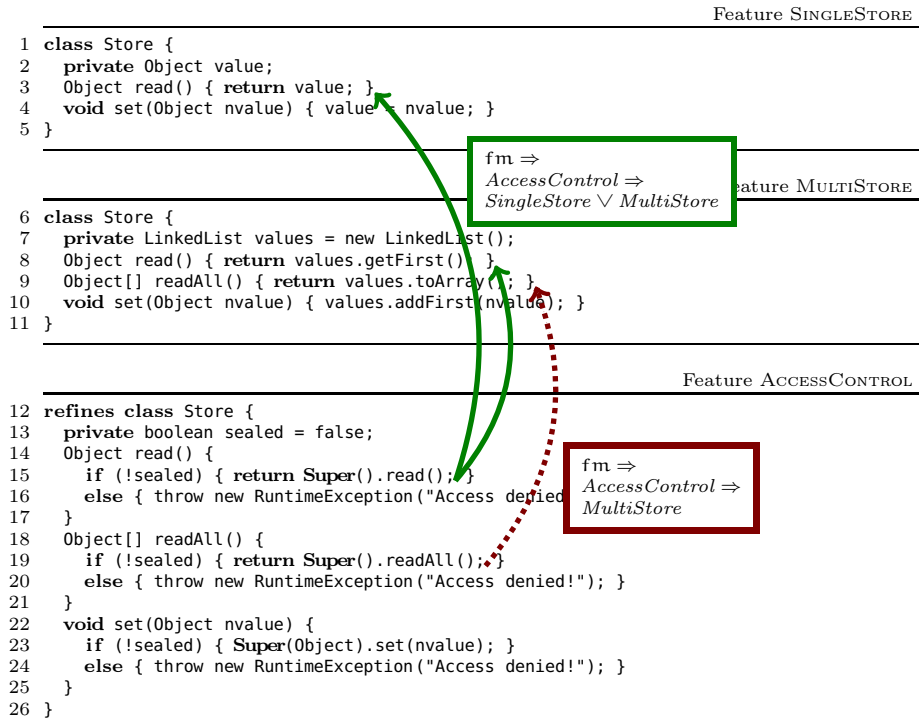 Feature SINGLESTORE
1 class Store {
2 private Object value;
3 Object read() { return value; }
4 void set(Object nvalue) { value = nvalue; }
5 }
fm ⇒
AccessControl ⇒
SingleStore ∨ MultiStore
eature MULTISTORE
6 class Store {
7 private LinkedList values = new LinkedList();
8 Object read() { return values.getFirst(); }
9 Object[] readAll() { return values.toArray(); }
10 void set(Object nvalue) { values.addFirst(nvalue); }
11 }
Feature ACCESSCONTROL
12 refines class Store {
13 private boolean sealed = false;
14 Object read() {
15 if (!sealed) { return Super().read(); }
16 else { throw new RuntimeException("Access denied
17 }
fm ⇒
AccessControl ⇒
MultiStore
18 Object[] readAll() {
19 if (!sealed) { return Super().readAll(); }
20 else { throw new RuntimeException("Access denied!"); }
21 }
22 void set(Object nvalue) {
23 if (!sealed) { Super(Object).set(nvalue); }
24 else { throw new RuntimeException("Access denied!"); }
25 }
26 }